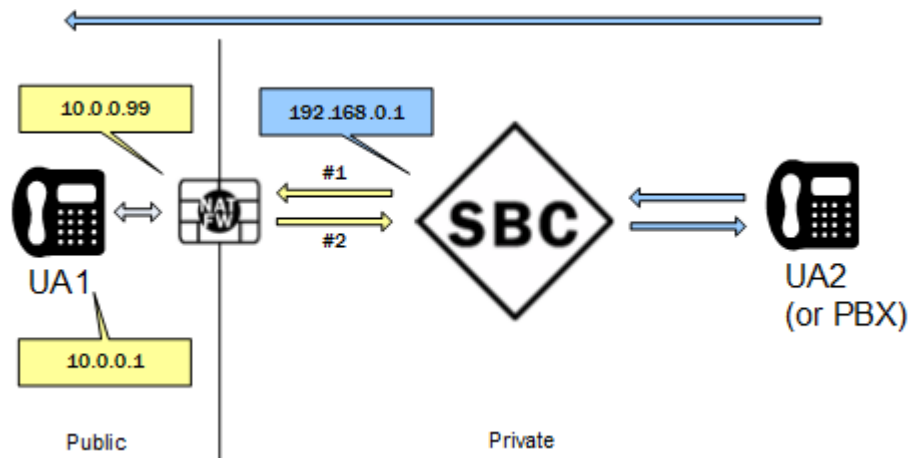 10.0.0.99
192.168.0.1
#1
NAT
FW
#2
SBC
UA1
UA2
(or PBX)
10.0.0.1
Public
Private